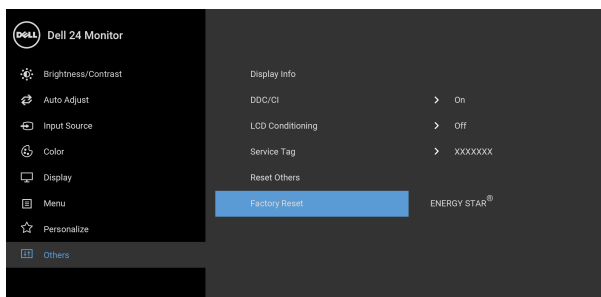 DELL Dell 24 Monitor
Brightness/Contrast
Display Info
Auto Adjust DDC/CI On
Input Source LCD Conditioning Off
Color Service Tag XXXXXXX
Display Reset Others
Menu Factory Reset ENERGY STAR®
Personalize
Others